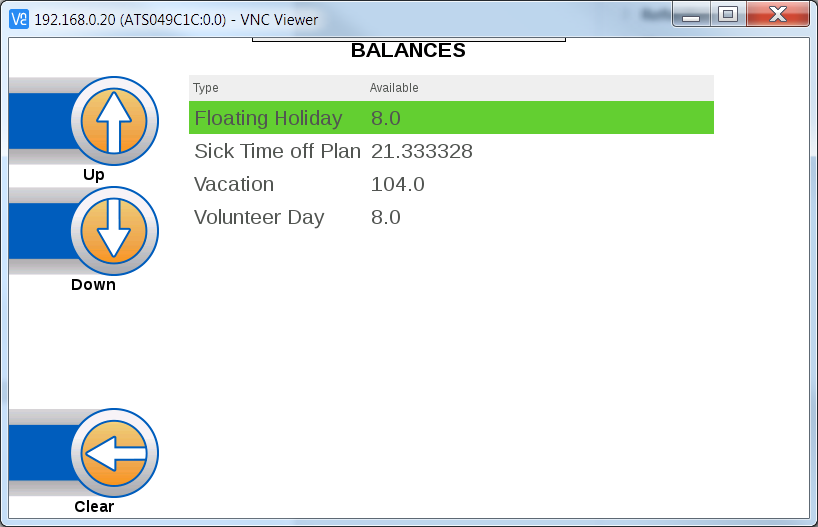 192.168.0.20 (ATS049C1C:0.0) - VNC Viewer
BALANCES
Type Available
Floating Holiday 8.0
Sick Time off Plan 21.333328
Vacation 104.0
Volunteer Day 8.0
Up
Down
Clear